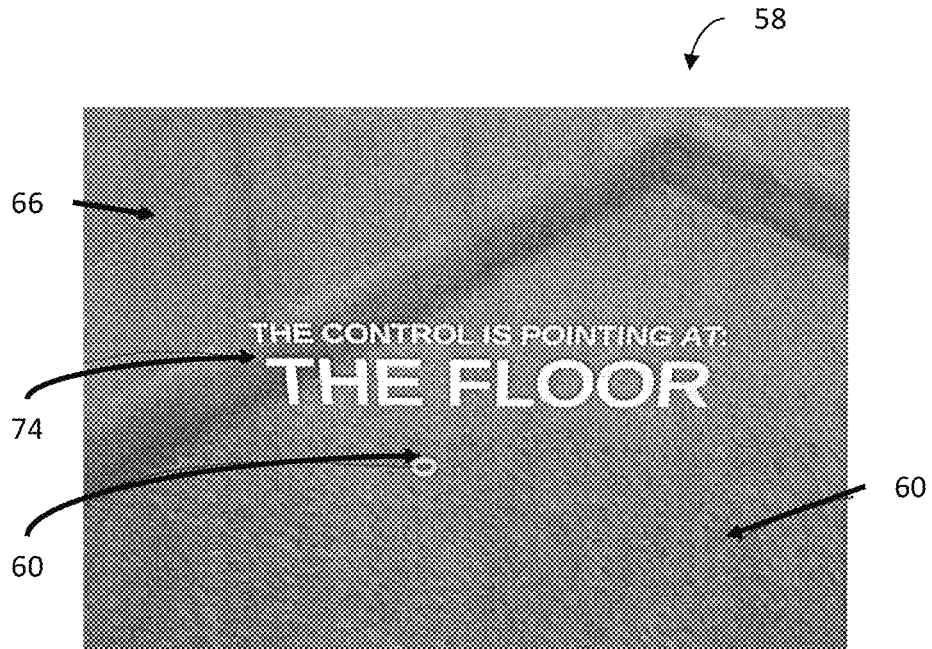 58
66
THE CONTROL IS POINTING AT:
THE FLOOR
74
60
60